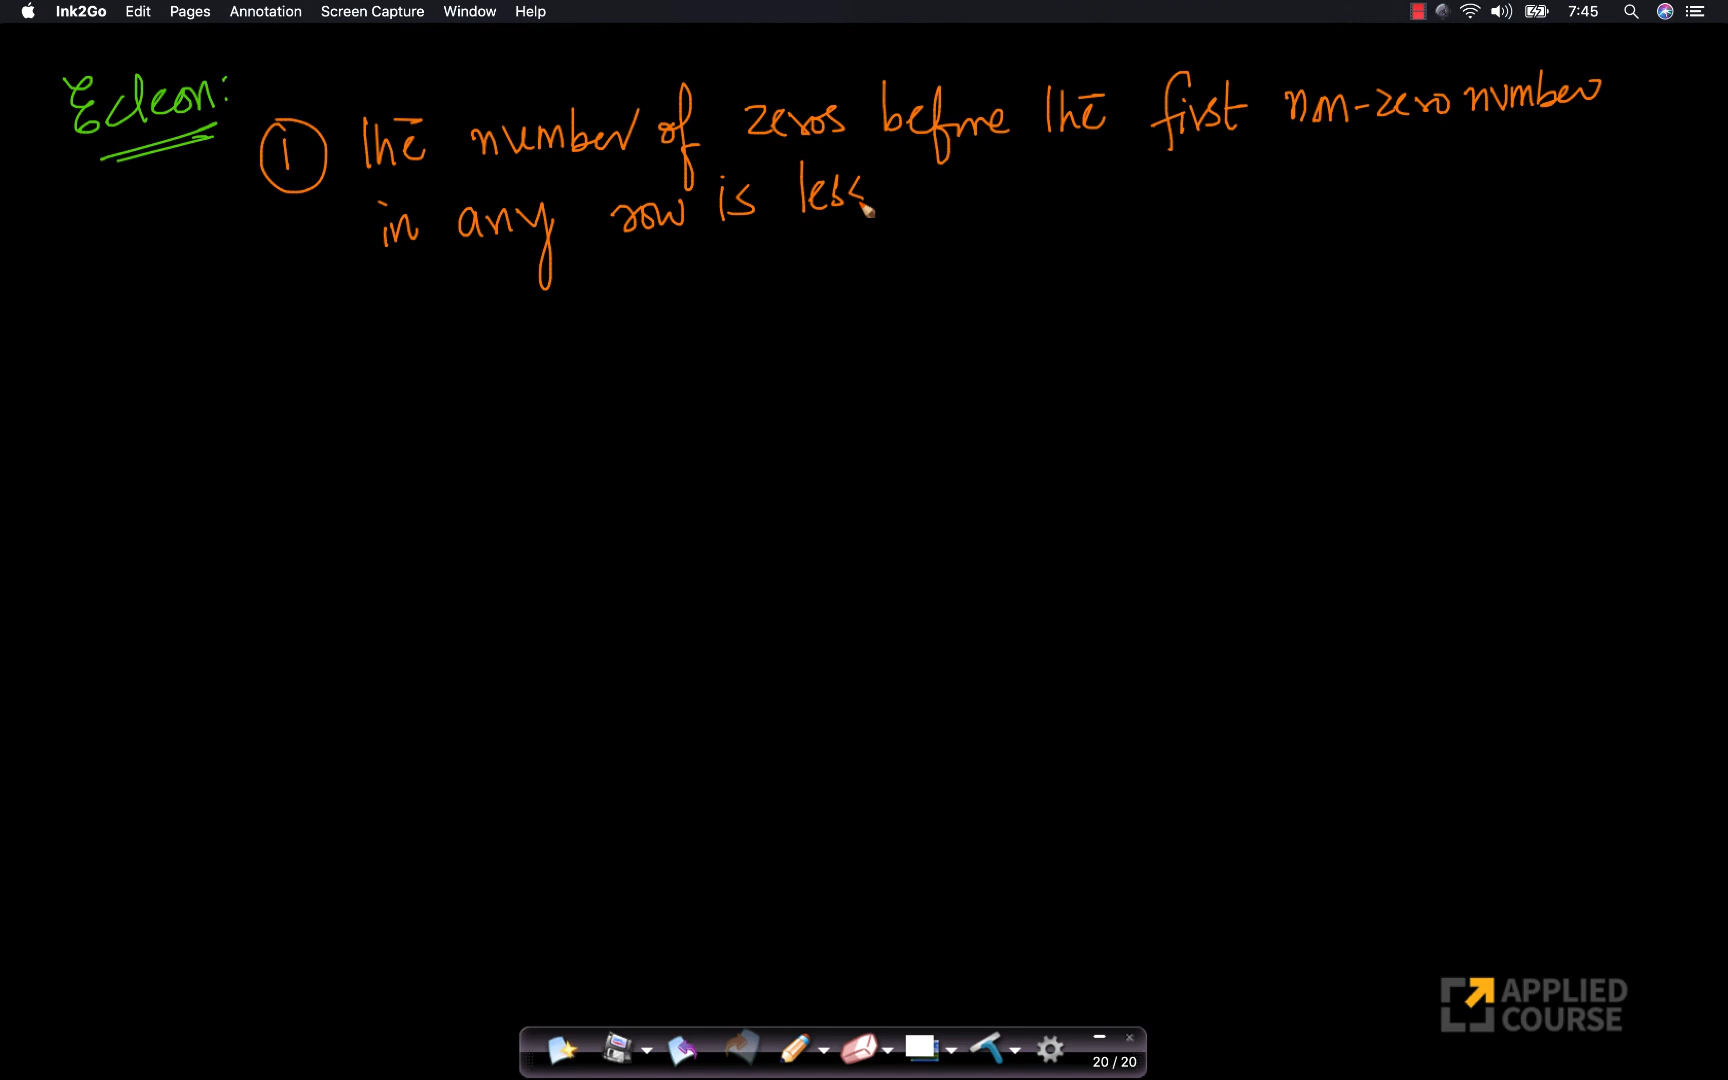 Ink2Go Edit Pages Annotation Screen Capture Window Help 7:45
Echeon:
① The number of zeros before the first non-zero number
in any row is less
APPLIED
COURSE
20 / 20